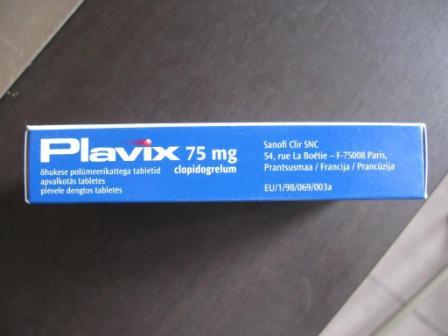 Plavix 75 mg
clopidogrelum
õhukese polümeerikattega tabletid
apvalkotās tabletes
plėvele dengtos tabletės
Sanofi Clir SNC
54, rue La Boétie – F-75008 Paris,
Prantsusmaa / Francija / Prancūzija
EU/1/98/069/003a